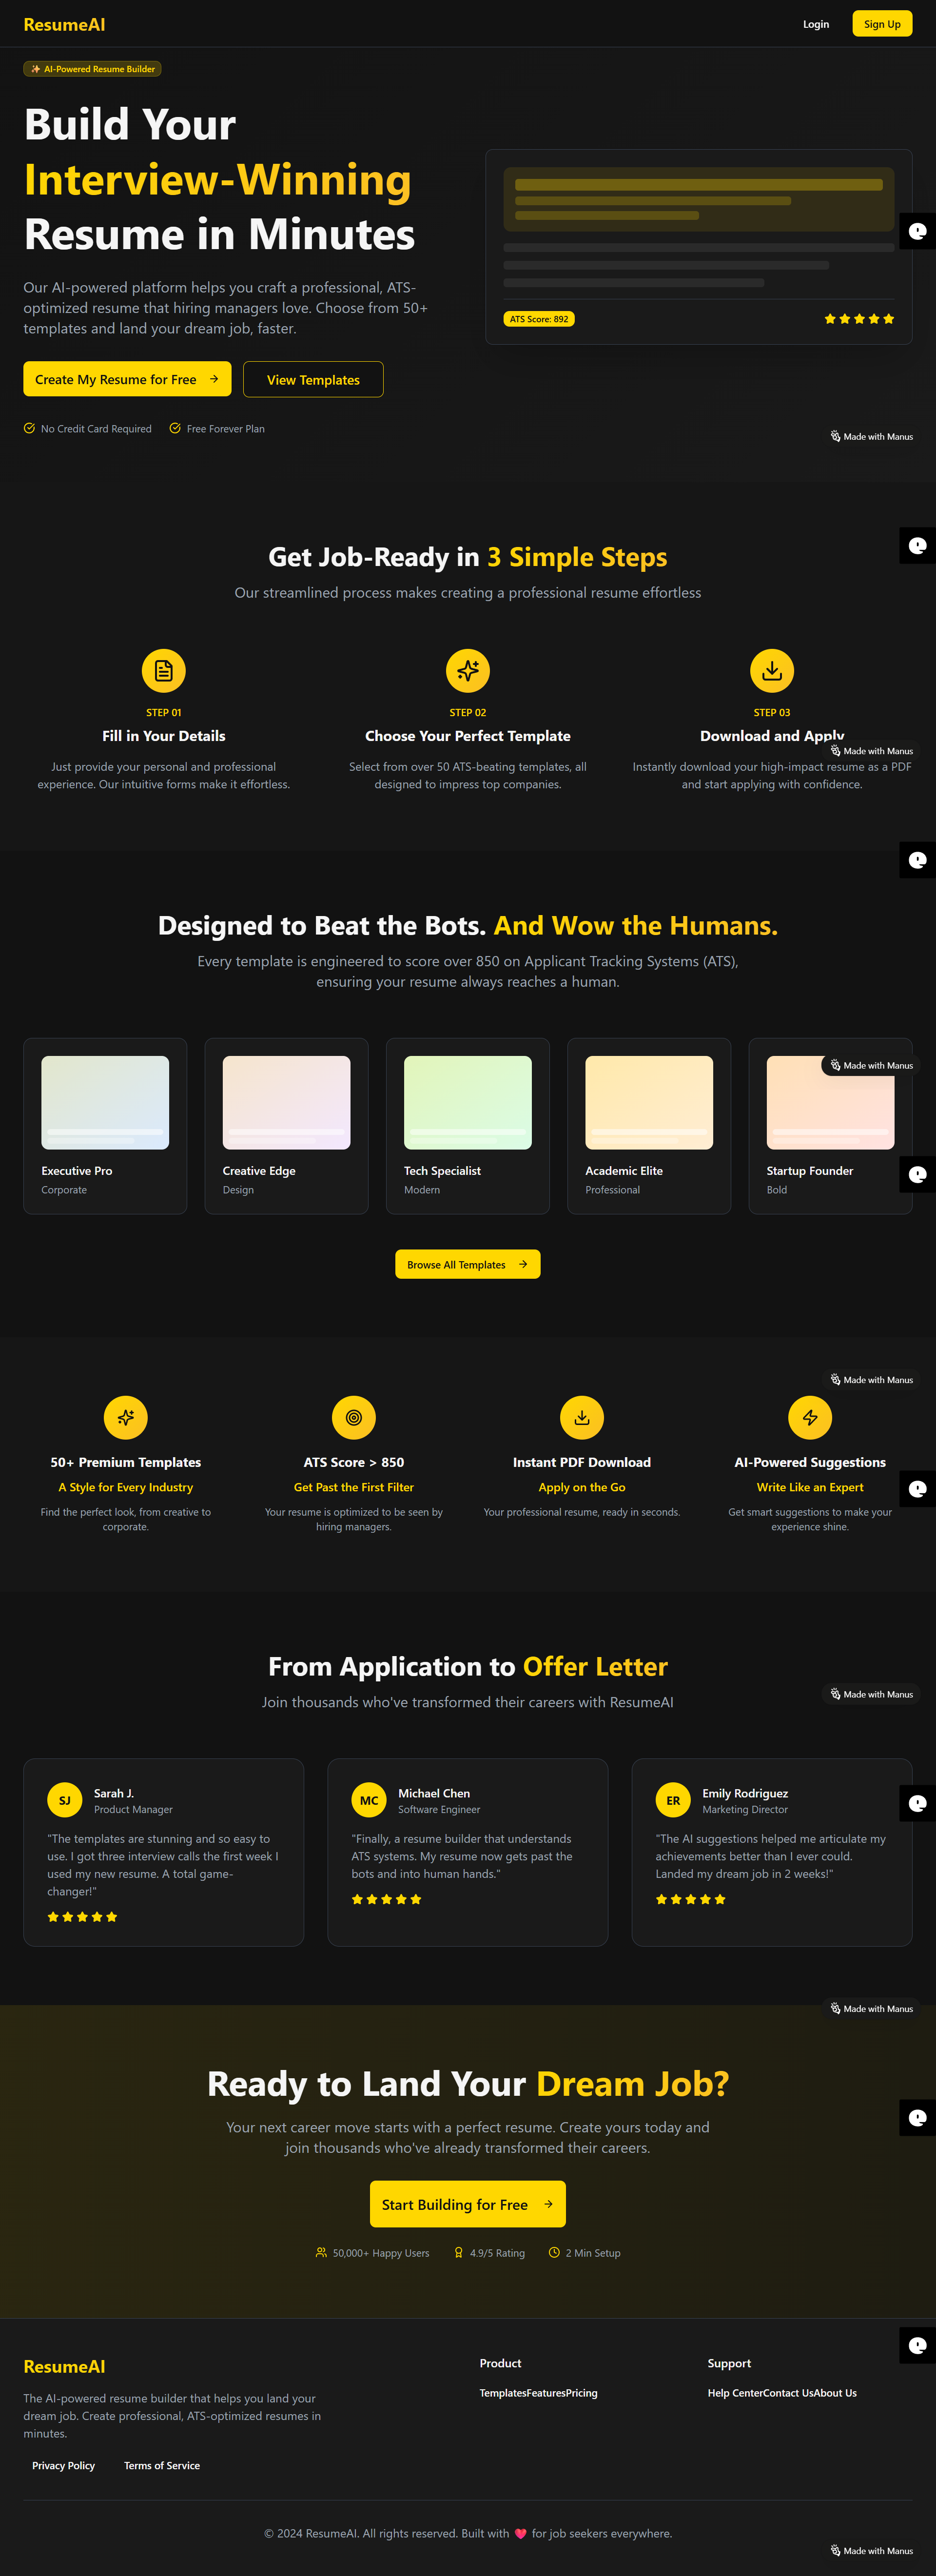 ResumeAI
Login
Sign Up
✨ AI-Powered Resume Builder
Build Your
Interview-Winning
Resume in Minutes
Our AI-powered platform helps you craft a professional, ATS-
optimized resume that hiring managers love. Choose from 50+
templates and land your dream job, faster.
Create My Resume for Free
View Templates
No Credit Card Required
Free Forever Plan
ATS Score: 892
Made with Manus
Get Job-Ready in 3 Simple Steps
Our streamlined process makes creating a professional resume effortless
STEP 01
Fill in Your Details
Just provide your personal and professional
experience. Our intuitive forms make it effortless.
STEP 02
Choose Your Perfect Template
Select from over 50 ATS-beating templates, all
designed to impress top companies.
STEP 03
Download and Apply
Made with Manus
Instantly download your high-impact resume as a PDF
and start applying with confidence.
Designed to Beat the Bots. And Wow the Humans.
Every template is engineered to score over 850 on Applicant Tracking Systems (ATS),
ensuring your resume always reaches a human.
Made with Manus
Executive Pro
Corporate
Creative Edge
Design
Tech Specialist
Modern
Academic Elite
Professional
Startup Founder
Bold
Browse All Templates
Made with Manus
50+ Premium Templates
A Style for Every Industry
Find the perfect look, from creative to
corporate.
ATS Score > 850
Get Past the First Filter
Your resume is optimized to be seen by
hiring managers.
Instant PDF Download
Apply on the Go
Your professional resume, ready in seconds.
AI-Powered Suggestions
Write Like an Expert
Get smart suggestions to make your
experience shine.
From Application to Offer Letter
Join thousands who've transformed their careers with ResumeAI
Made with Manus
SJ
Sarah J.
Product Manager
"The templates are stunning and so easy to
use. I got three interview calls the first week I
used my new resume. A total game-
changer!"
MC
Michael Chen
Software Engineer
"Finally, a resume builder that understands
ATS systems. My resume now gets past the
bots and into human hands."
ER
Emily Rodriguez
Marketing Director
"The AI suggestions helped me articulate my
achievements better than I ever could.
Landed my dream job in 2 weeks!"
Made with Manus
Ready to Land Your Dream Job?
Your next career move starts with a perfect resume. Create yours today and
join thousands who've already transformed their careers.
Start Building for Free
50,000+ Happy Users
4.9/5 Rating
2 Min Setup
ResumeAI
The AI-powered resume builder that helps you land your
dream job. Create professional, ATS-optimized resumes in
minutes.
Privacy Policy
Terms of Service
Product
TemplatesFeaturesPricing
Support
Help CenterContact UsAbout Us
© 2024 ResumeAI. All rights reserved. Built with ❤️ for job seekers everywhere.
Made with Manus